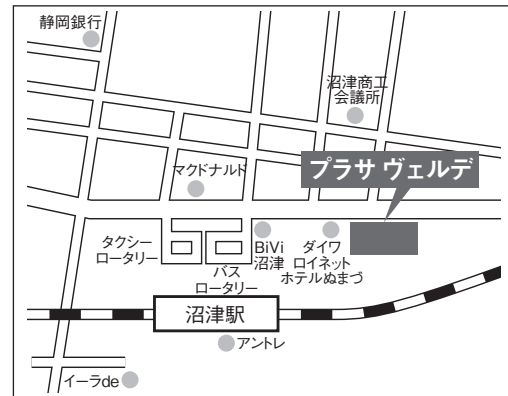 静岡銀行
沼津商工
会議所
マクドナルド
プラサ ヴェルデ
タクシー
ロータリー
バス
ロータリー
BiVi
沼津
ダイワ
ロイネット
ホテルぬまづ
沼津駅
アントレ
イーラde